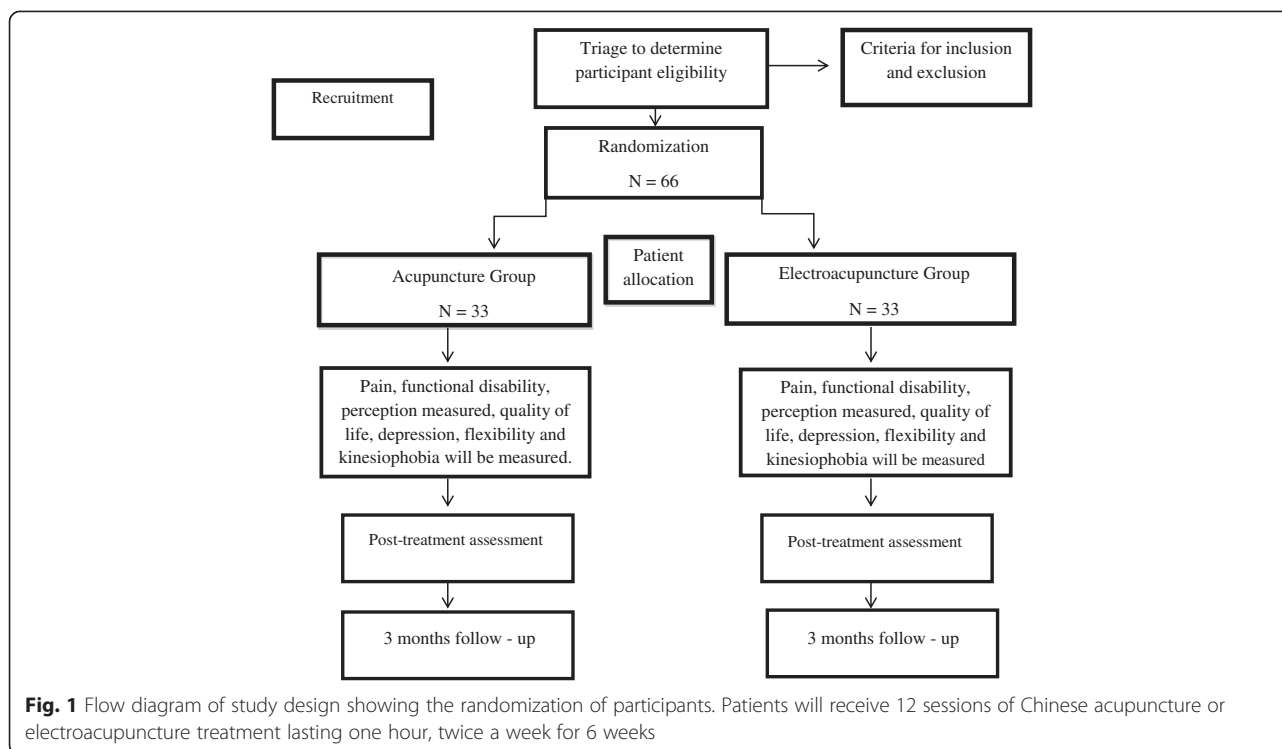 Triage to determine
participant eligibility
Criteria for inclusion
and exclusion
Recruitment
Randomization
N = 66
Patient
allocation
Acupuncture Group
N = 33
Electroacupuncture Group
N = 33
Pain, functional disability,
perception measured, quality of
life, depression, flexibility and
kinesiophobia will be measured.
Pain, functional disability,
perception measured, quality of
life, depression, flexibility and
kinesiophobia will be measured
Post-treatment assessment
Post-treatment assessment
3 months follow - up
3 months follow - up
Fig. 1 Flow diagram of study design showing the randomization of participants. Patients will receive 12 sessions of Chinese acupuncture or
electroacupuncture treatment lasting one hour, twice a week for 6 weeks